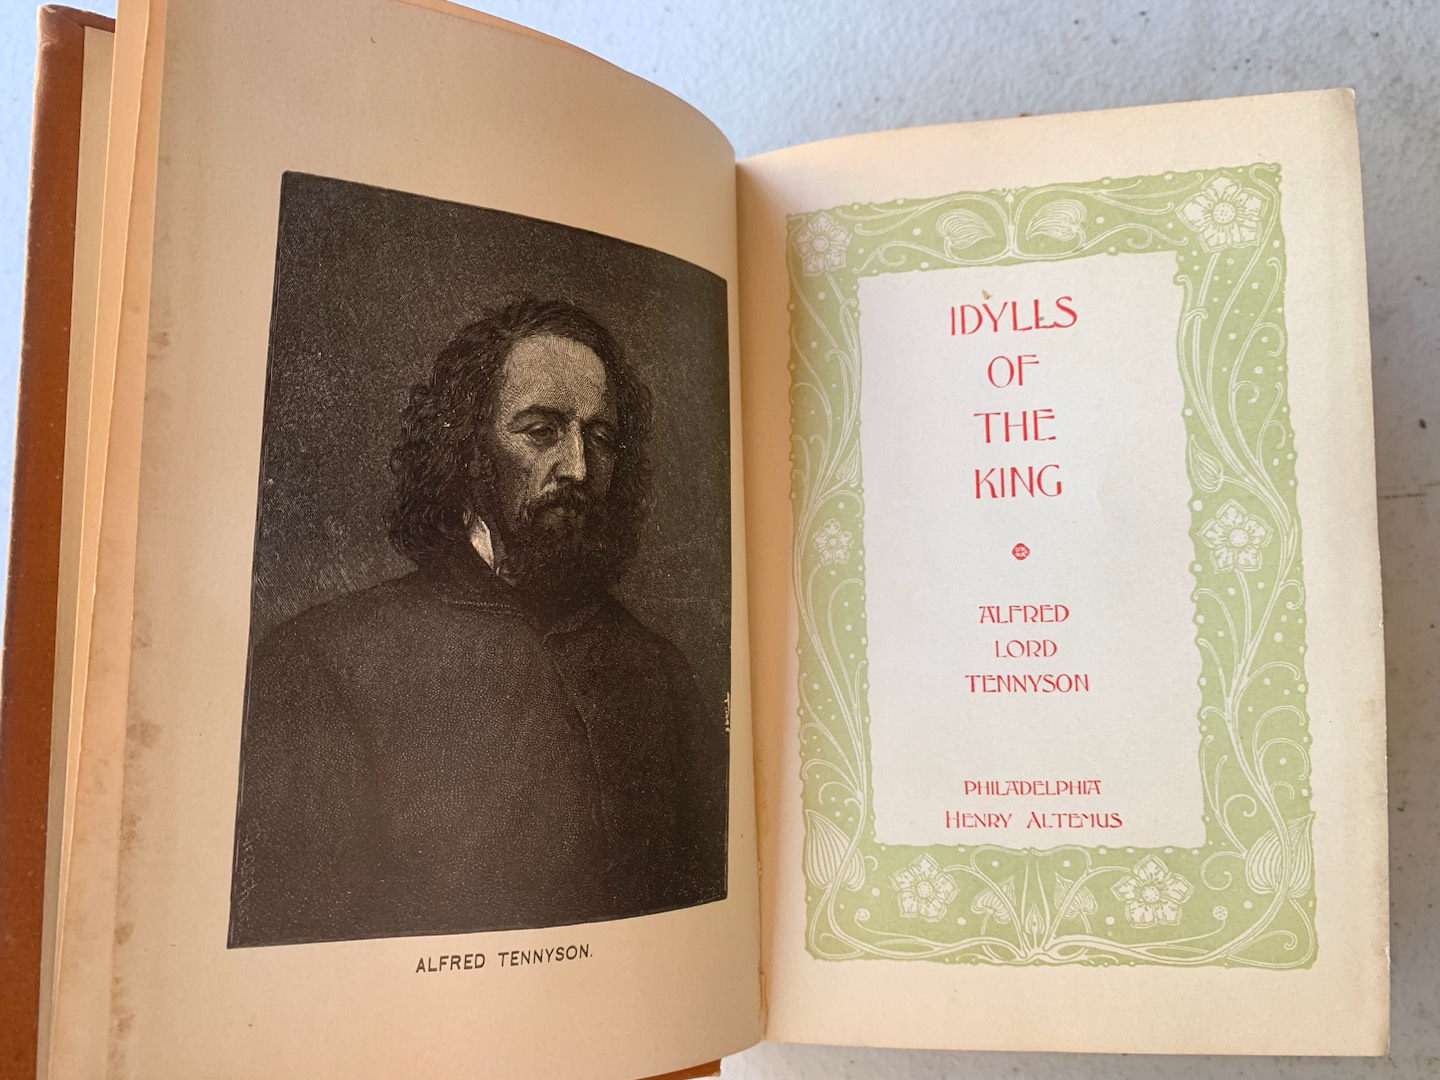 ALFRED TENNYSON.
IDYLLS
OF
THE
KING
ALFRED
LORD
TENNYSON
PHILADELPHIA
HENRY ALTEMUS